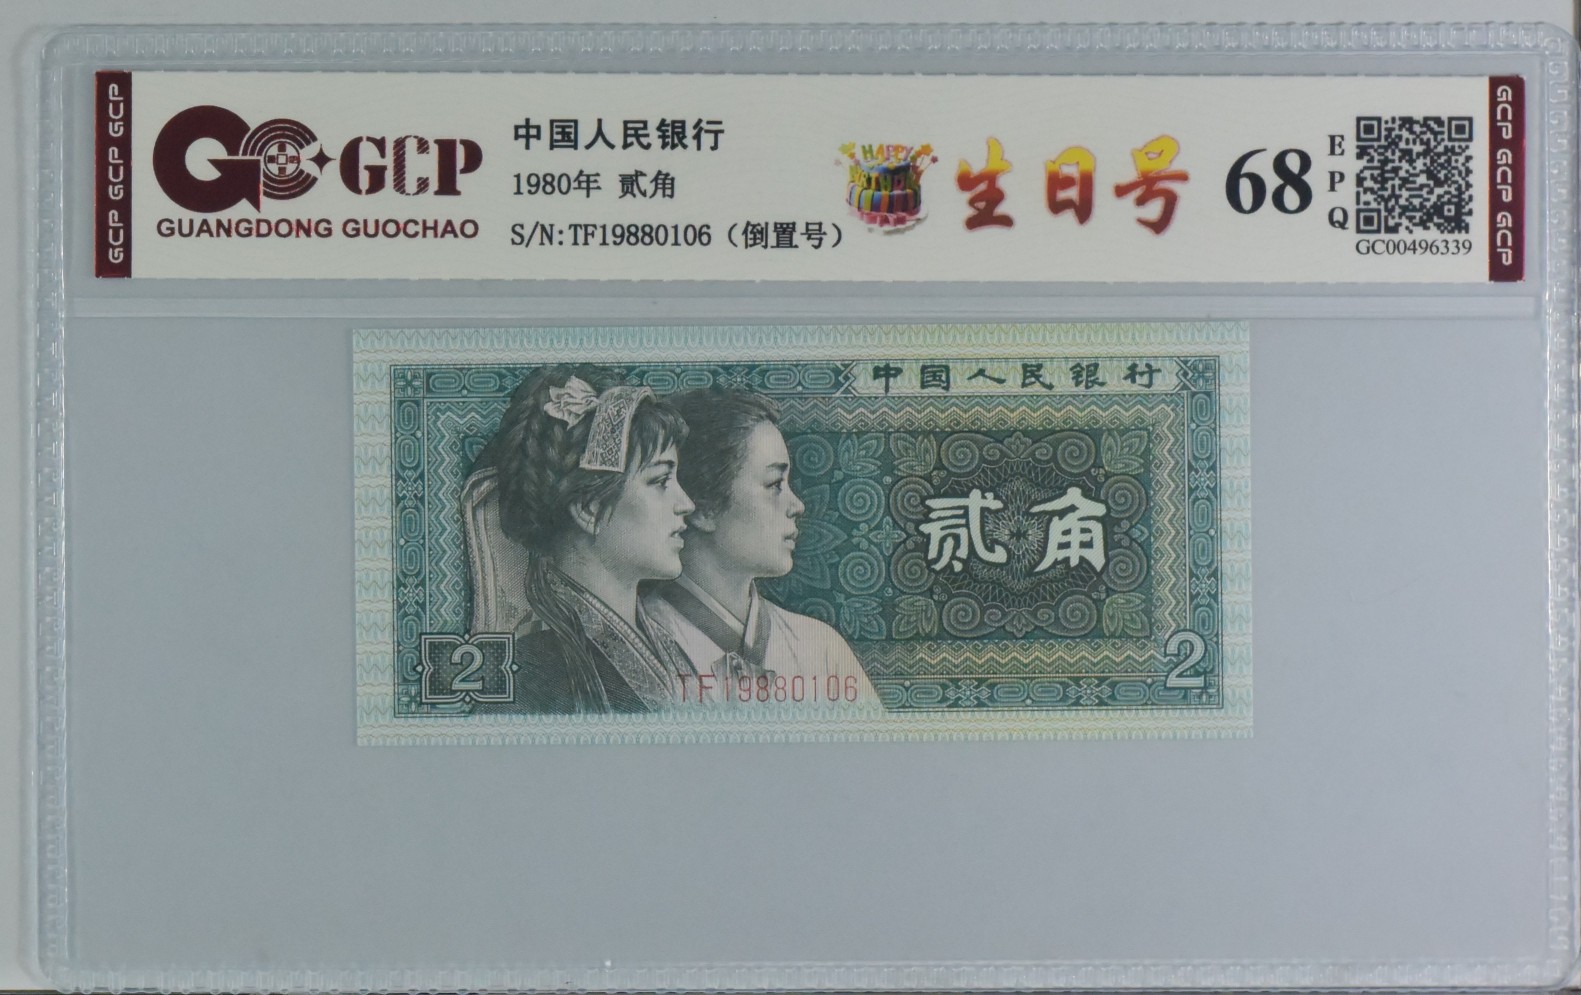 GCP GCP GCP
GCP
GUANGDONG GUOCHAO
中国人民银行
1980年 贰角
S/N:TF19880106（倒置号）
HAPPY
生日号
68
EPQ
GC00496339
GCP GCP GCP
中国人民银行
贰角
2
2
TF19880106